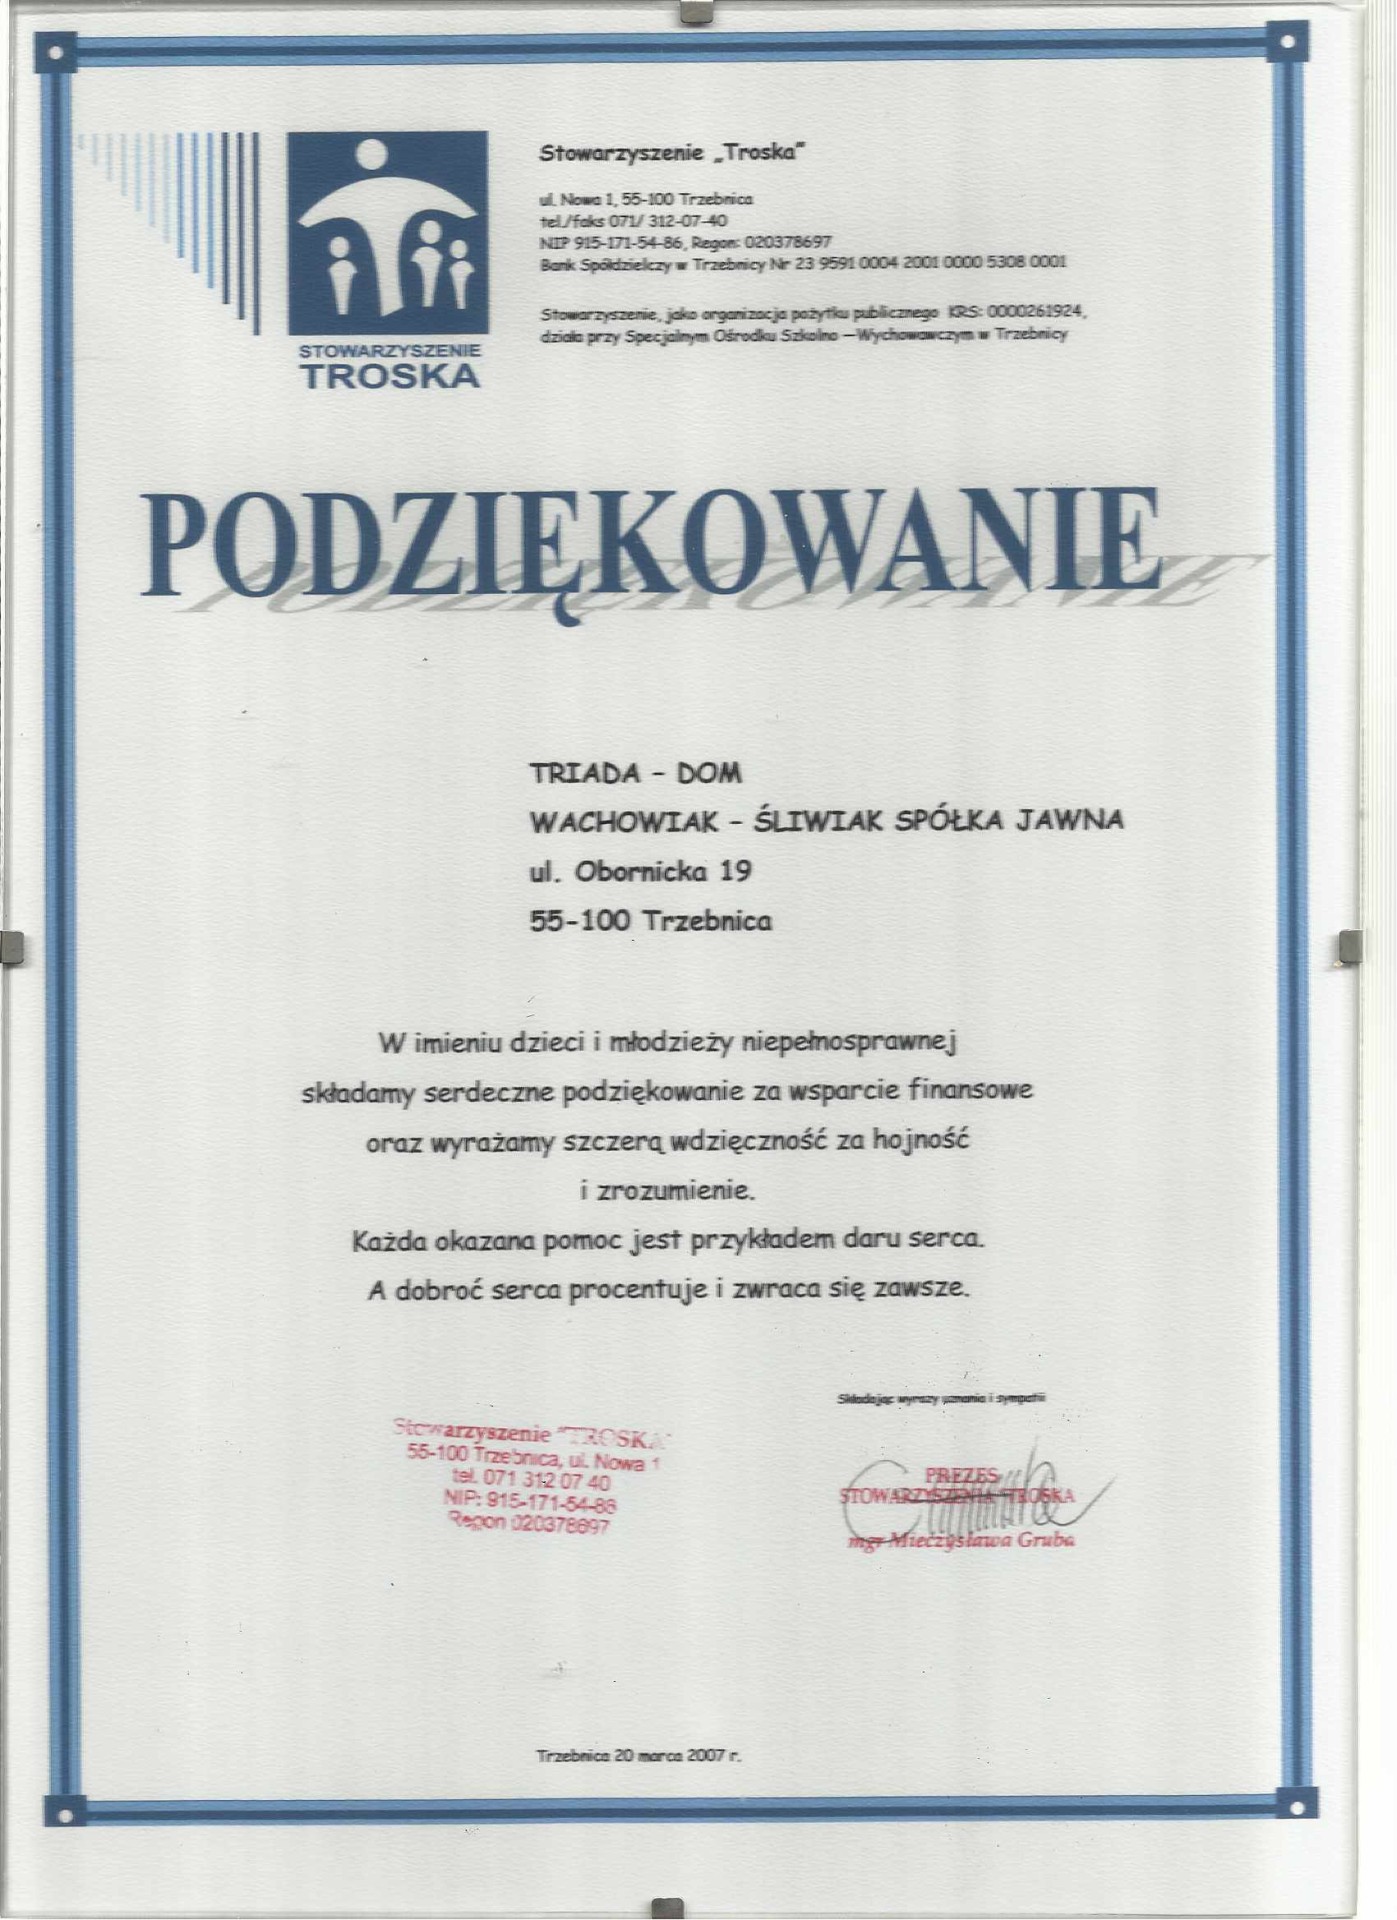 Stowarzyszenie „Troska”
ul. Nowa 1, 55-100 Trzebnica
tel./faks 071/ 312-07-40
NIP 915-171-54-86, Regon: 020378697
Bank Spółdzielczy w Trzebnicy Nr 23 9591 0004 2001 0000 5308 0001
Stowarzyszenie, jako organizacja pożytku publicznego KRS: 0000261924,
działa przy Specjalnym Ośrodku Szkolno –Wychowawczym w Trzebnicy
STOWARZYSZENIE
TROSKA
PODZIĘKOWANIE
TRIADA – DOM
WACHOWIAK – ŚLIWIAK SPÓŁKA JAWNA
ul. Obornicka 19
55-100 Trzebnica
W imieniu dzieci i młodzieży niepełnosprawnej
składamy serdeczne podziękowanie za wsparcie finansowe
oraz wyrażamy szczerą wdzięczność za hojność
i zrozumienie.
Każda okazana pomoc jest przykładem daru serca.
A dobroć serca procentuje i zwraca się zawsze.
Składając wyrazy uznania i sympatii
Stowarzyszenie "TROSKA"
55-100 Trzebnica, ul. Nowa 1
tel. 071 312 07 40
NIP: 915-171-54-86
Regon 020378697
PREZES
STOWARZYSZENIA "TROSKA
mgr Mieczysława Gruba
Trzebnica 20 marca 2007 r.